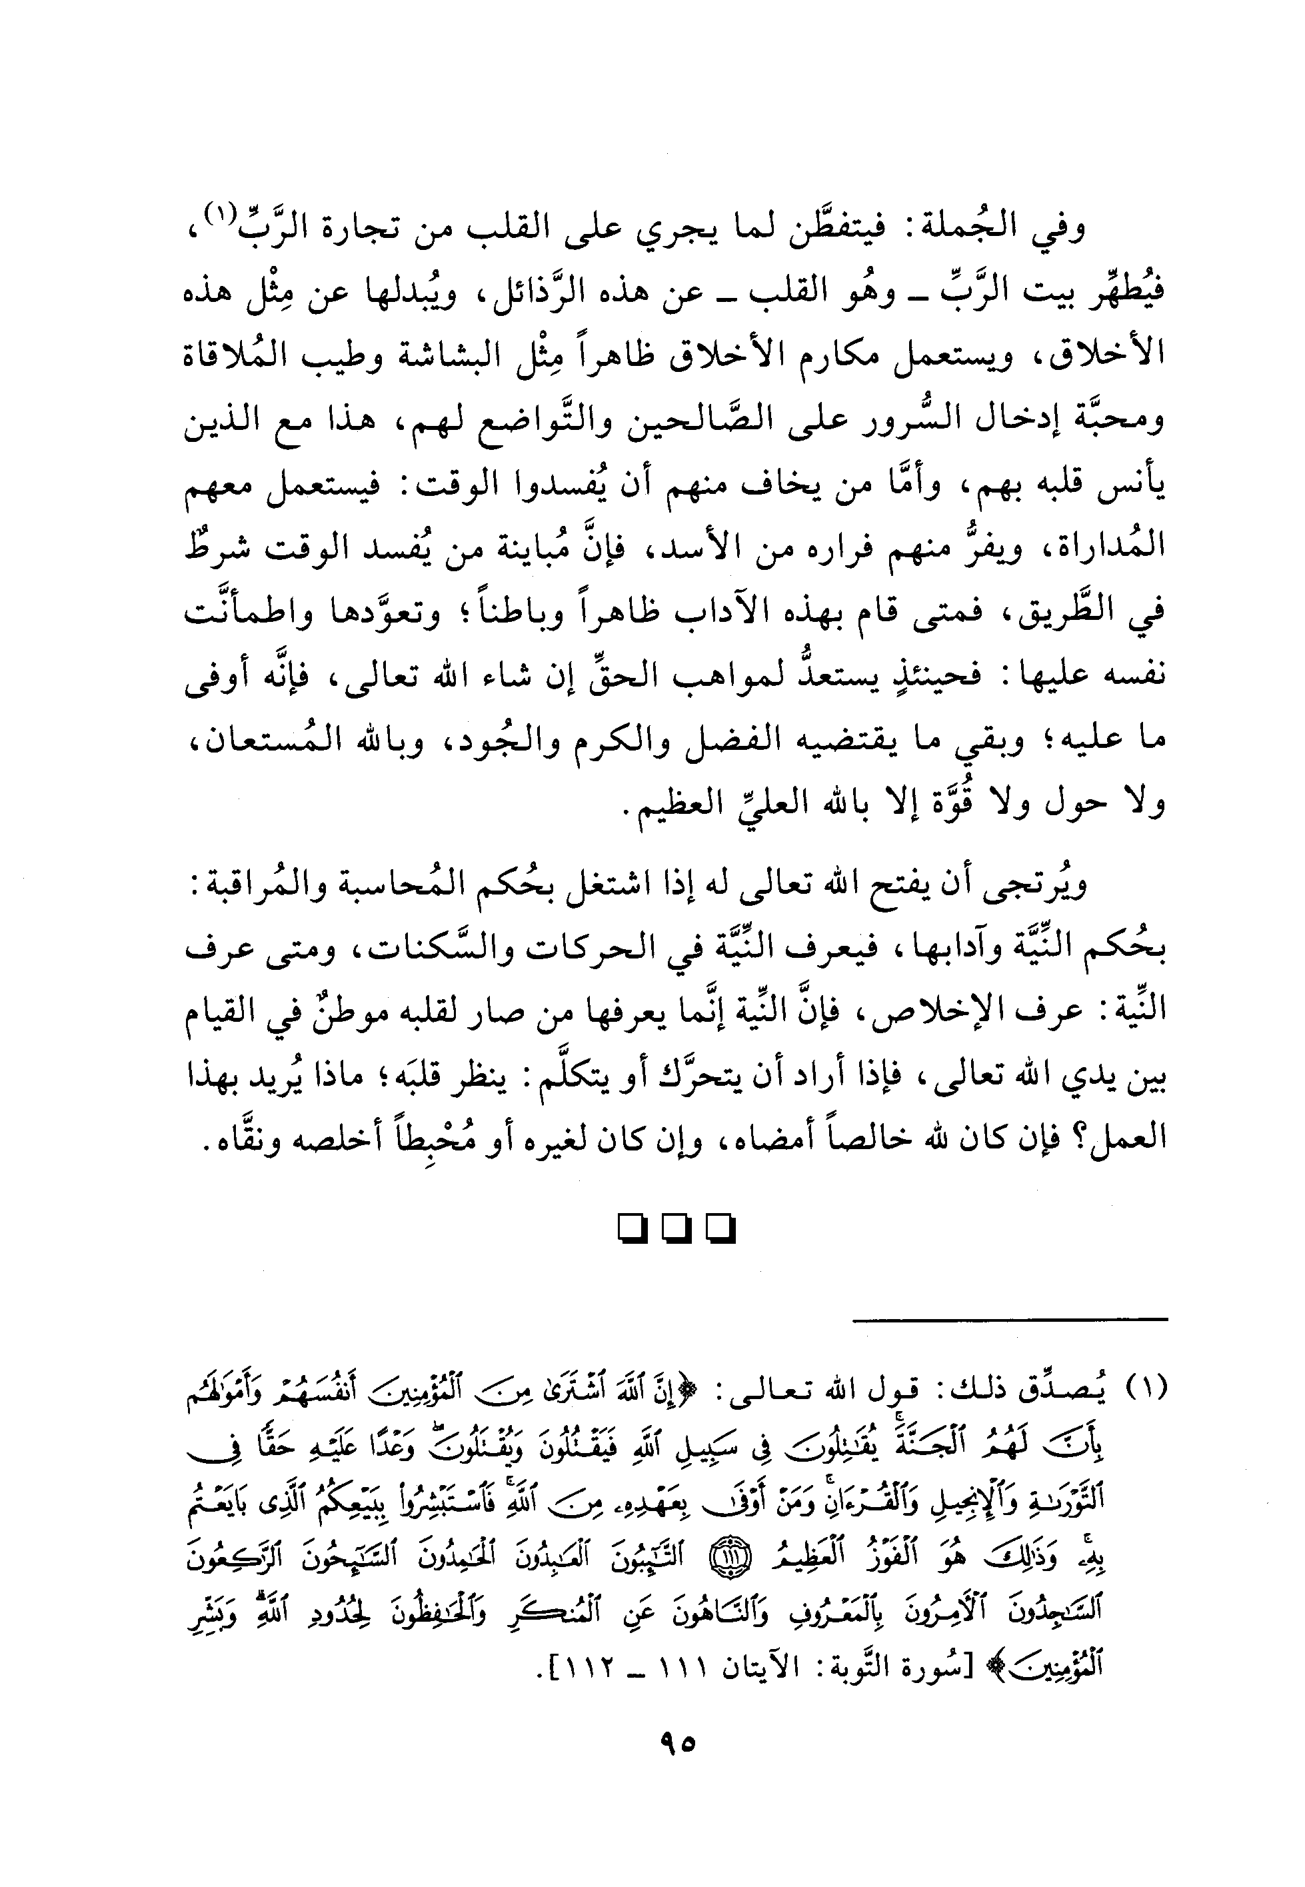 وفي الجُملة: فيتفطَّن لما يجري على القلب من تجارة الرَّبِّ(١)،
فيُطهِّر بيت الرَّبِّ ـ وهُو القلب ـ عن هذه الرَّذائل، ويُبدلها عن مِثْل هذه
الأخلاق، ويستعمل مكارم الأخلاق ظاهراً مِثْل البشاشة وطيب المُلاقاة
ومحبَّة إدخال السُّرور على الصَّالحين والتَّواضع لهم، هذا مع الذين
يأنس قلبه بهم، وأمَّا من يخاف منهم أن يُفسدوا الوقت: فيستعمل معهم
المُداراة، ويفرُّ منهم فراره من الأسد، فإنَّ مُباينة من يُفسد الوقت شرطٌ
في الطَّريق، فمتى قام بهذه الآداب ظاهراً وباطناً؛ وتعوَّدها واطمأنَّت
نفسه عليها: فحينئذٍ يستعدُّ لمواهب الحقِّ إن شاء الله تعالى، فإنَّه أوفى
ما عليه؛ وبقي ما يقتضيه الفضل والكرم والجُود، وبالله المُستعان،
ولا حول ولا قُوَّة إلا بالله العليِّ العظيم.
ويُرتجى أن يفتح الله تعالى له إذا اشتغل بحُكم المُحاسبة والمُراقبة:
بحُكم النِّيَّة وآدابها، فيعرف النِّيَّة في الحركات والسَّكنات، ومتى عرف
النِّية: عرف الإخلاص، فإنَّ النِّية إنَّما يعرفها من صار لقلبه موطنٌ في القيام
بين يدي الله تعالى، فإذا أراد أن يتحرَّك أو يتكلَّم: ينظر قلبَه؛ ماذا يُريد بهذا
العمل؟ فإن كان لله خالصاً أمضاه، وإن كان لغيره أو مُحْبِطاً أخلصه ونقَّاه.
❏ ❏ ❏
(١) يُصدِّق ذلك: قول الله تعالى: ﴿إِنَّ ٱللَّهَ ٱشْتَرَىٰ مِنَ ٱلْمُؤْمِنِينَ أَنفُسَهُمْ وَأَمْوَٰلَهُم
بِأَنَّ لَهُمُ ٱلْجَنَّةَۚ يُقَٰتِلُونَ فِى سَبِيلِ ٱللَّهِ فَيَقْتُلُونَ وَيُقْتَلُونَۖ وَعْدًا عَلَيْهِ حَقًّا فِى
ٱلتَّوْرَىٰةِ وَٱلْإِنجِيلِ وَٱلْقُرْءَانِۚ وَمَنْ أَوْفَىٰ بِعَهْدِهِۦ مِنَ ٱللَّهِۚ فَٱسْتَبْشِرُوا۟ بِبَيْعِكُمُ ٱلَّذِى بَايَعْتُم
بِهِۦۚ وَذَٰلِكَ هُوَ ٱلْفَوْزُ ٱلْعَظِيمُ ١١١ ٱلتَّٰٓئِبُونَ ٱلْعَٰبِدُونَ ٱلْحَٰمِدُونَ ٱلسَّٰٓئِحُونَ ٱلرَّٰكِعُونَ
ٱلسَّٰجِدُونَ ٱلْءَامِرُونَ بِٱلْمَعْرُوفِ وَٱلنَّاهُونَ عَنِ ٱلْمُنكَرِ وَٱلْحَٰفِظُونَ لِحُدُودِ ٱللَّهِۗ وَبَشِّرِ
ٱلْمُؤْمِنِينَ﴾ [سُورة التَّوبة: الآيتان ١١١ ـ ١١٢].
٩٥